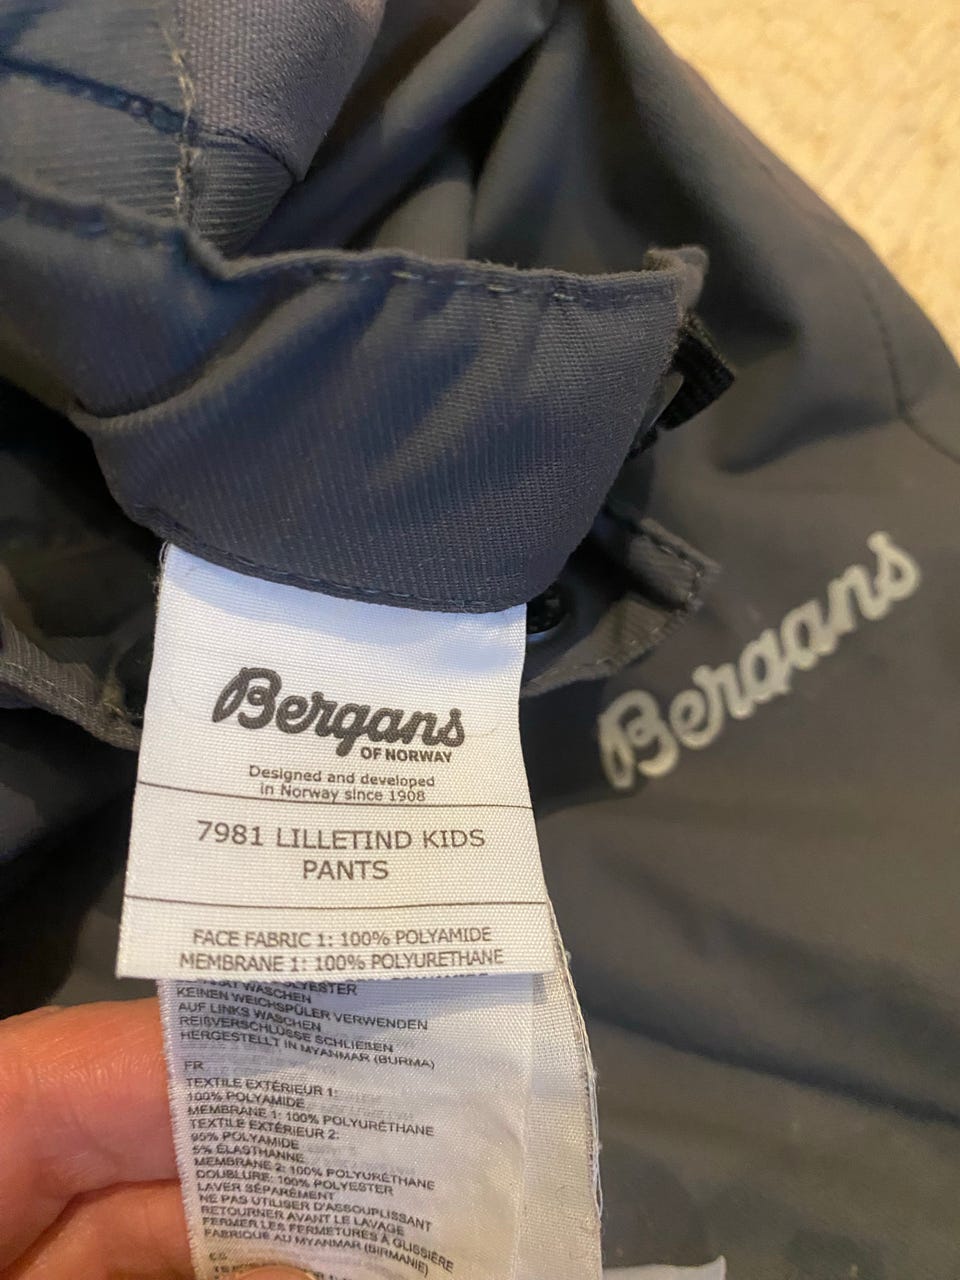 Bergans
OF NORWAY
Designed and developed
in Norway since 1908
7981 LILLETIND KIDS
PANTS
FACE FABRIC 1: 100% POLYAMIDE
MEMBRANE 1: 100% POLYURETHANE
WASCHEN
KEINEN WEICHSPÜLER VERWENDEN
AUF LINKS WASCHEN
REIßVERSCHLÜSSE SCHLIEßEN
HERGESTELLT IN MYANMAR (BURMA)
FR
TEXTILE EXTÉRIEUR 1:
100% POLYAMIDE
MEMBRANE 1: 100% POLYURÉTHANE
TEXTILE EXTÉRIEUR 2:
95% POLYAMIDE
5% ÉLASTHANNE
MEMBRANE 2: 100% POLYURÉTHANE
DOUBLURE: 100% POLYESTER
LAVER SÉPARÉMENT
NE PAS UTILISER D'ASSOUPLISSANT
RETOURNER AVANT LE LAVAGE
FERMER LES FERMETURES À GLISSIÈRE
FABRIQUÉ AU MYANMAR (BIRMANIE)
Bergans